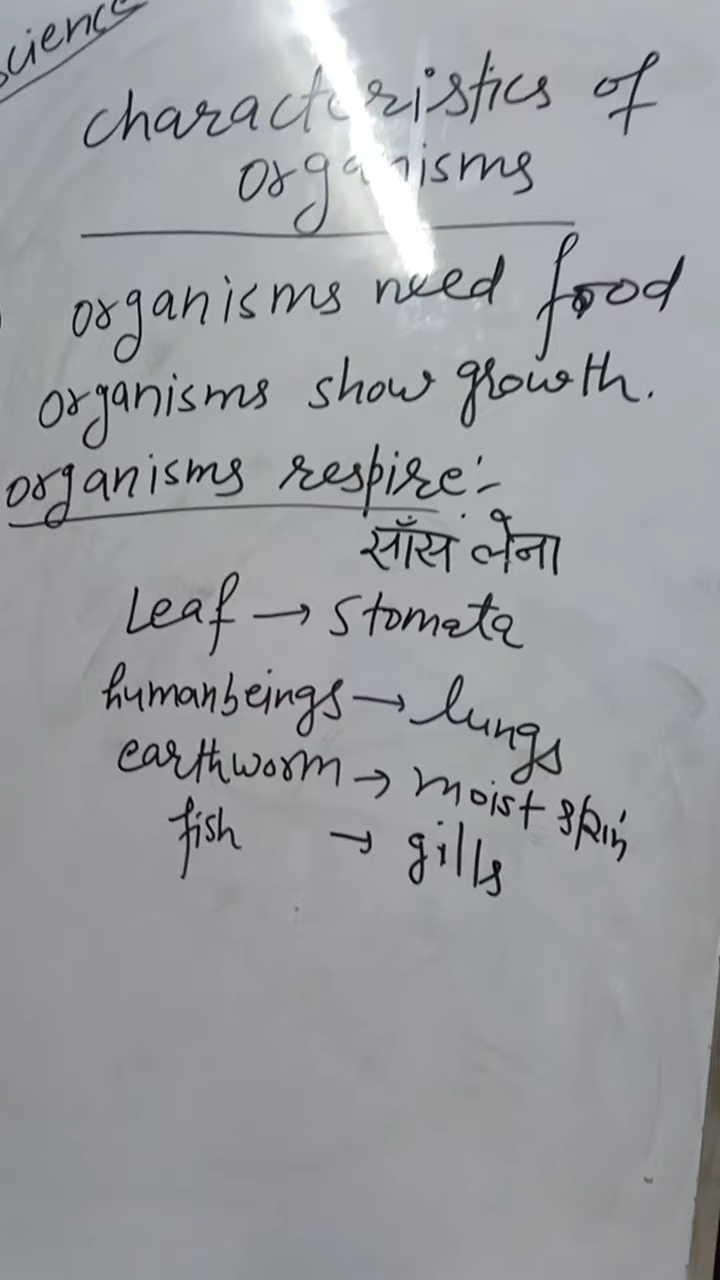 Science
characteristics of
organisms
organisms need food
organisms show growth.
organisms respire:-
साँस लेना
Leaf → Stomata
humanbeings → lungs
earthworm → moist skin
fish → gills